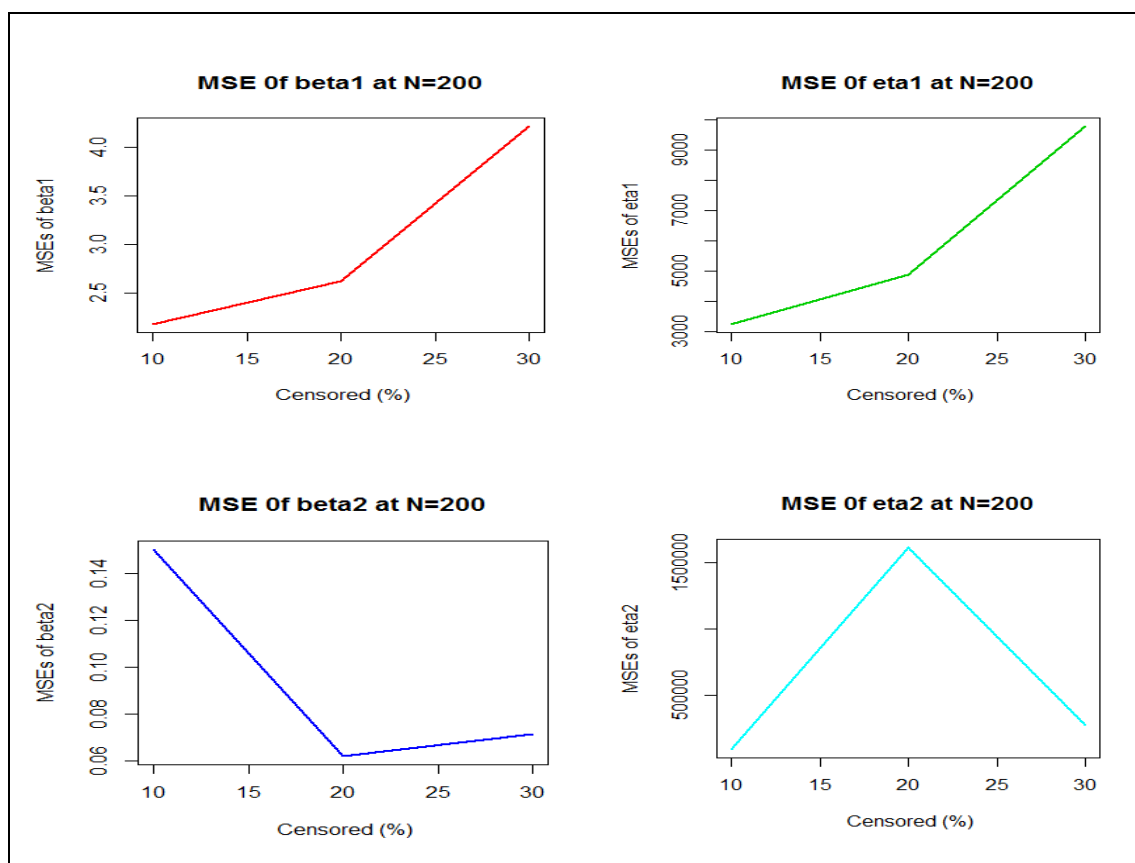 MSE 0f beta1 at N=200
MSEs of beta1
4.0
3.5
3.0
2.5
10 15 20 25 30
Censored (%)
MSE 0f eta1 at N=200
MSEs of eta1
9000
7000
5000
3000
10 15 20 25 30
Censored (%)
MSE 0f beta2 at N=200
MSEs of beta2
0.14
0.12
0.10
0.08
0.06
10 15 20 25 30
Censored (%)
MSE 0f eta2 at N=200
MSEs of eta2
1500000
500000
10 15 20 25 30
Censored (%)